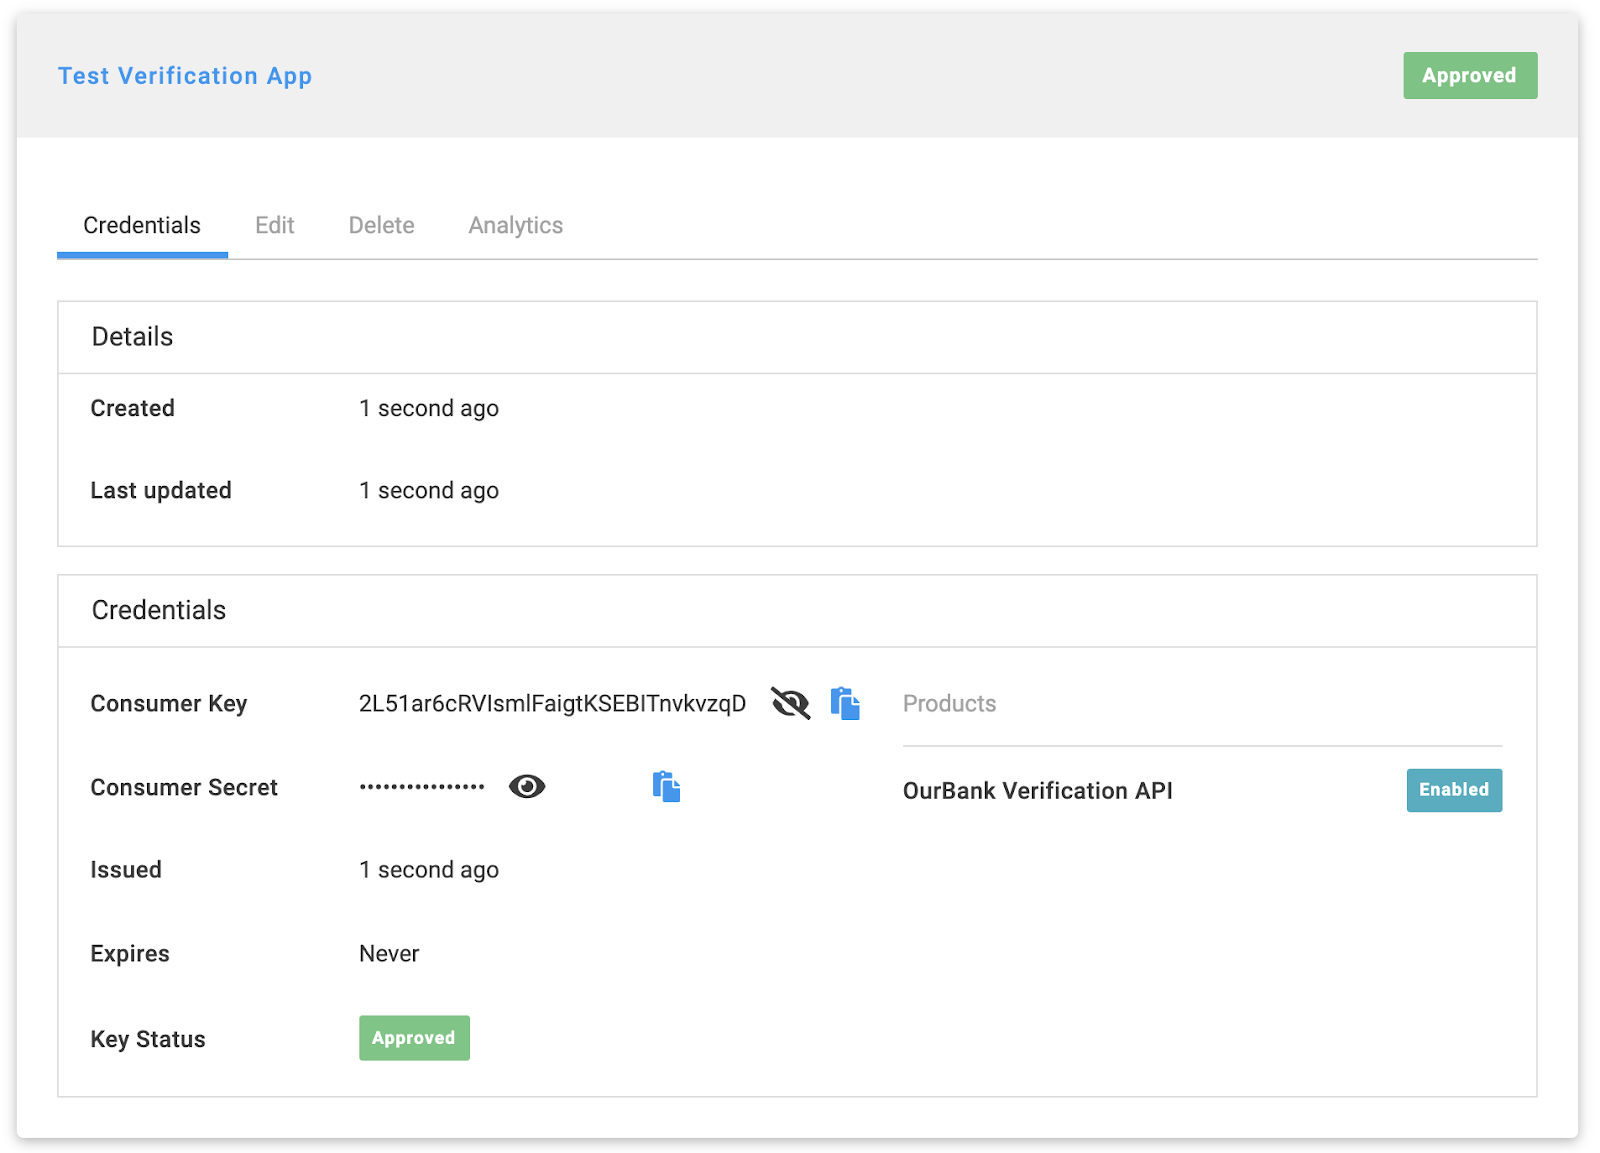 Test Verification App
Approved
Credentials Edit Delete Analytics
Details
Created 1 second ago
Last updated 1 second ago
Credentials
Consumer Key 2L51ar6cRVIsmlFaigtKSEBITnvkvzqD
Products
Consumer Secret •••••••••••••••
OurBank Verification API Enabled
Issued 1 second ago
Expires Never
Key Status Approved